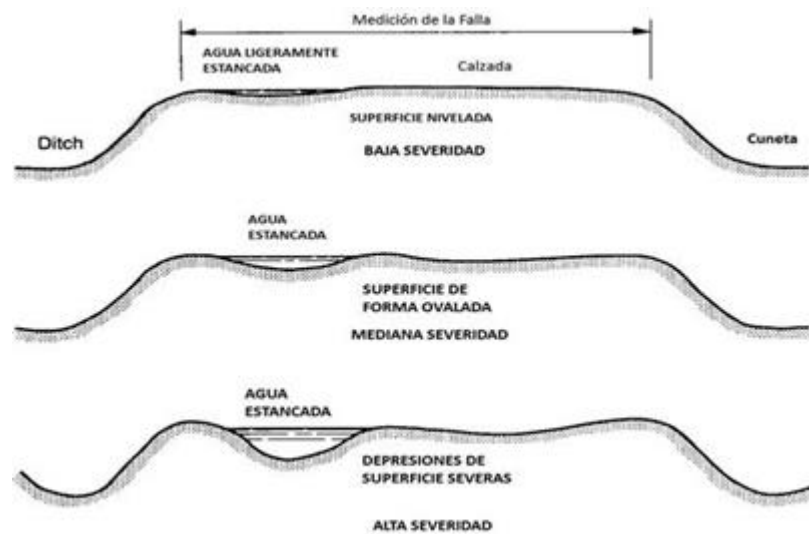 Medición de la Falla
AGUA LIGERAMENTE
ESTANCADA
Calzada
SUPERFICIE NIVELADA
Ditch
BAJA SEVERIDAD
Cuneta
AGUA
ESTANCADA
SUPERFICIE DE
FORMA OVALADA
MEDIANA SEVERIDAD
AGUA
ESTANCADA
DEPRESIONES DE
SUPERFICIE SEVERAS
ALTA SEVERIDAD